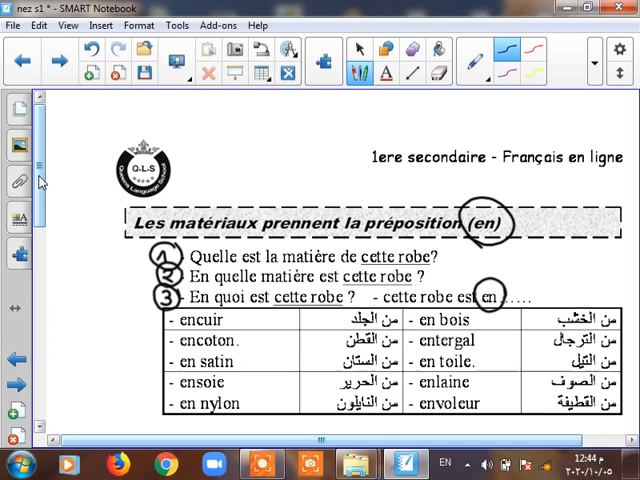 nez s1 * - SMART Notebook
File Edit View Insert Format Tools Add-ons Help
Q·L·S
Queens Language School
1ere secondaire - Français en ligne
Les matériaux prennent la préposition (en)
1 - Quelle est la matière de cette robe?
2 - En quelle matière est cette robe ?
3 - En quoi est cette robe ? - cette robe est en......
- encuir من الجلد - en bois من الخشب
- encoton. من القطن - entergal من الترجال
- en satin من الستان - en toile. من التيل
- ensoie من الحرير - enlaine من الصوف
- en nylon من النايلون - envoleur من القطيفة
EN 12:44 م
٢٠٢٠/١٠/٠٥